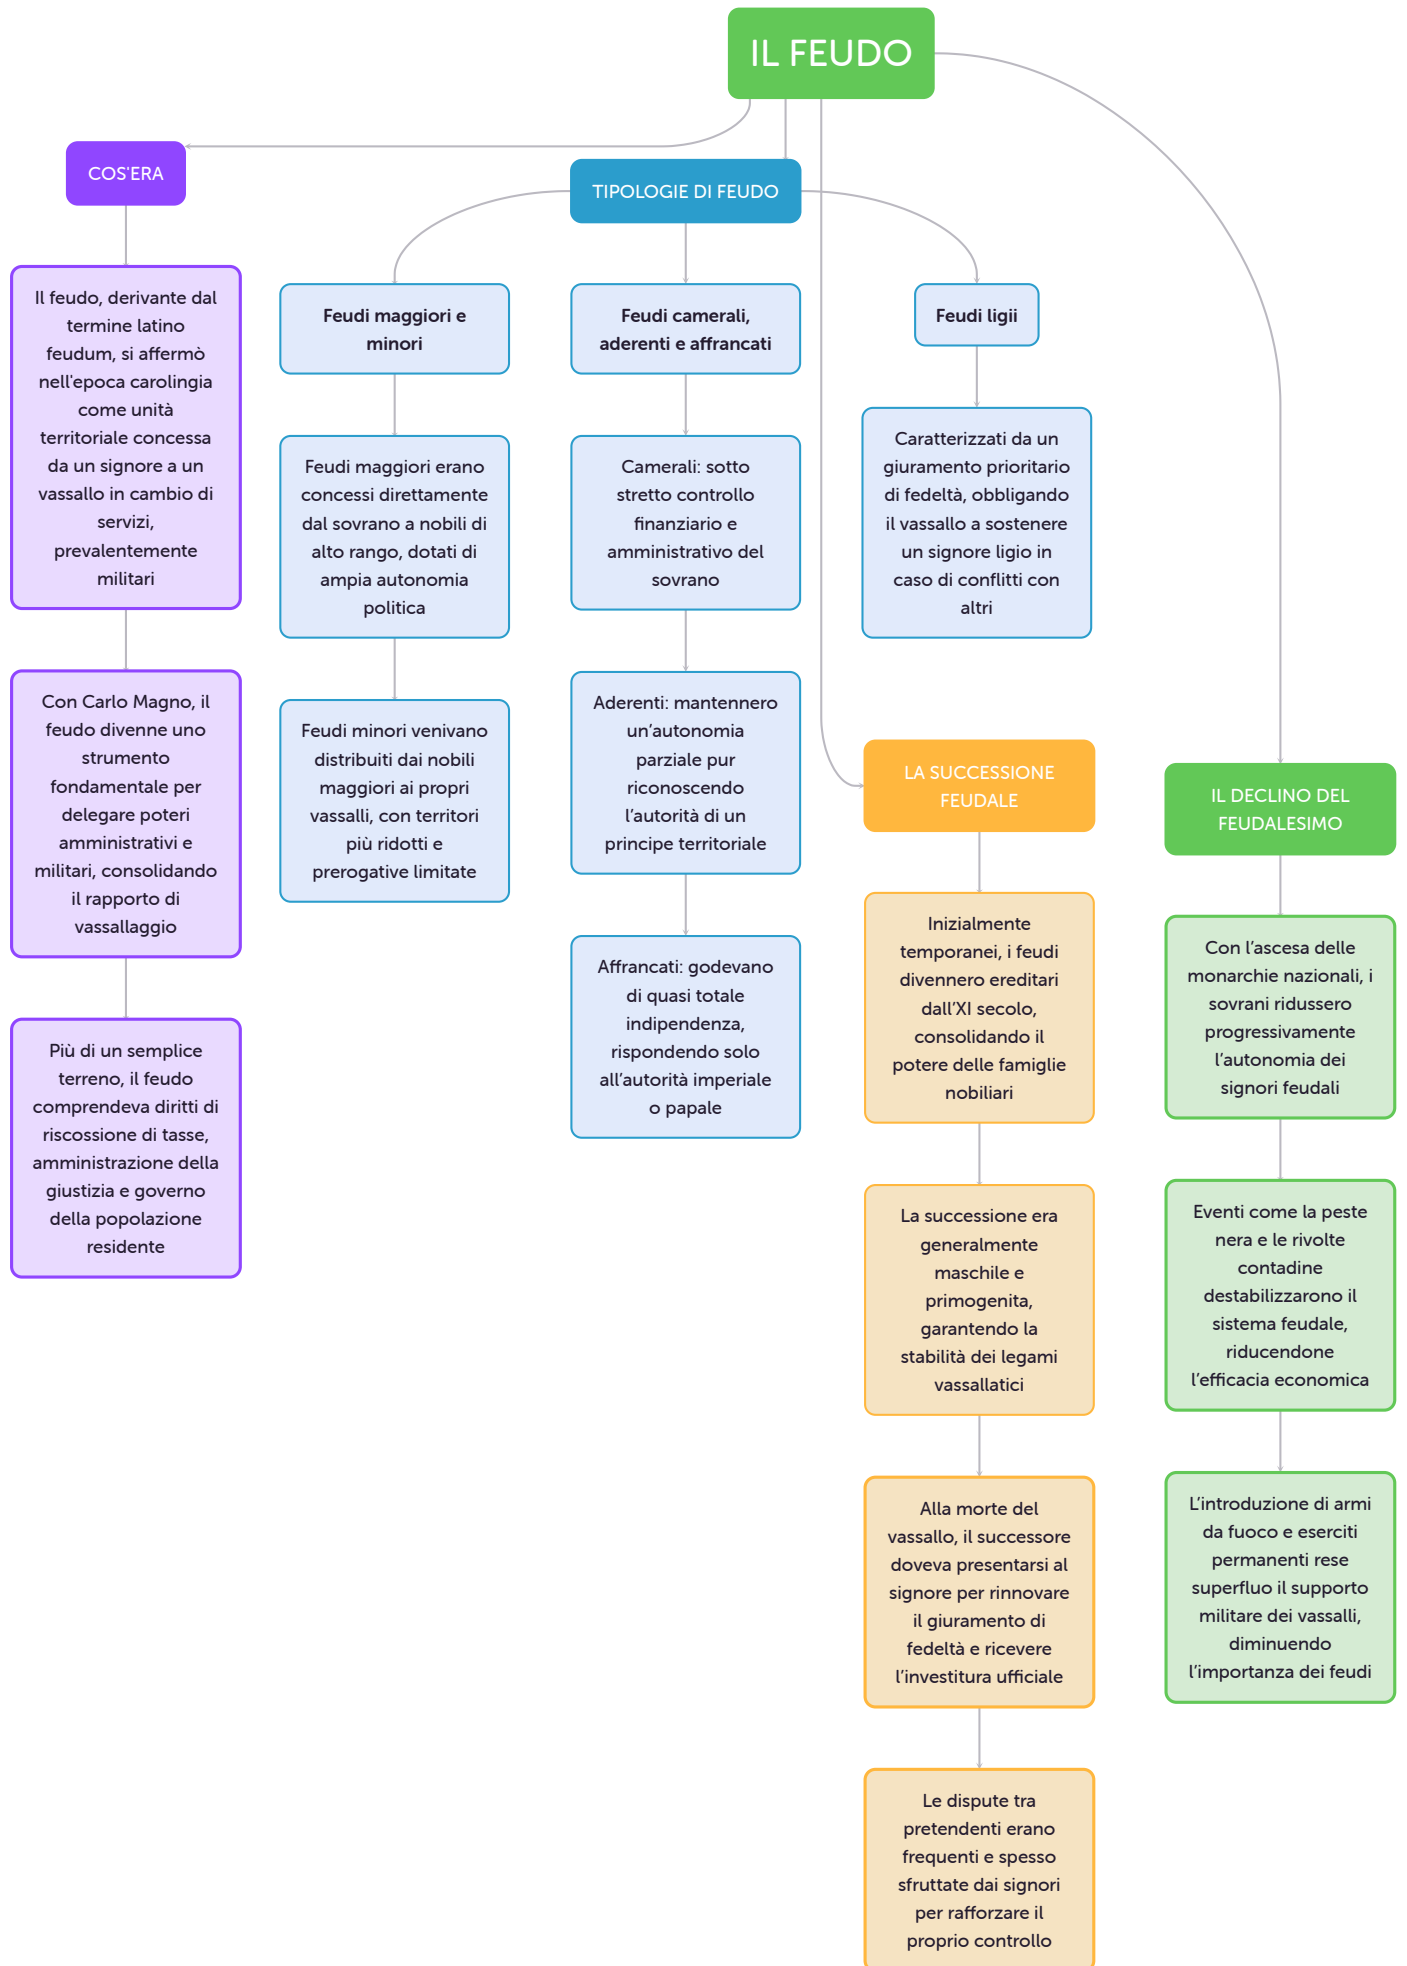 IL FEUDO
COS'ERA
Il feudo, derivante dal
termine latino
feudum, si affermò
nell'epoca carolingia
come unità
territoriale concessa
da un signore a un
vassallo in cambio di
servizi,
prevalentemente
militari
Con Carlo Magno, il
feudo divenne uno
strumento
fondamentale per
delegare poteri
amministrativi e
militari, consolidando
il rapporto di
vassallaggio
Più di un semplice
terreno, il feudo
comprendeva diritti di
riscossione di tasse,
amministrazione della
giustizia e governo
della popolazione
residente
TIPOLOGIE DI FEUDO
Feudi maggiori e
minori
Feudi maggiori erano
concessi direttamente
dal sovrano a nobili di
alto rango, dotati di
ampia autonomia
politica
Feudi minori venivano
distribuiti dai nobili
maggiori ai propri
vassalli, con territori
più ridotti e
prerogative limitate
Feudi camerali,
aderenti e affrancati
Camerali: sotto
stretto controllo
finanziario e
amministrativo del
sovrano
Aderenti: mantennero
un’autonomia
parziale pur
riconoscendo
l’autorità di un
principe territoriale
Affrancati: godevano
di quasi totale
indipendenza,
rispondendo solo
all’autorità imperiale
o papale
Feudi ligii
Caratterizzati da un
giuramento prioritario
di fedeltà, obbligando
il vassallo a sostenere
un signore ligio in
caso di conflitti con
altri
LA SUCCESSIONE
FEUDALE
Inizialmente
temporanei, i feudi
divennero ereditari
dall’XI secolo,
consolidando il
potere delle famiglie
nobiliari
La successione era
generalmente
maschile e
primogenita,
garantendo la
stabilità dei legami
vassallatici
Alla morte del
vassallo, il successore
doveva presentarsi al
signore per rinnovare
il giuramento di
fedeltà e ricevere
l’investitura ufficiale
Le dispute tra
pretendenti erano
frequenti e spesso
sfruttate dai signori
per rafforzare il
proprio controllo
IL DECLINO DEL
FEUDALESIMO
Con l’ascesa delle
monarchie nazionali, i
sovrani ridussero
progressivamente
l’autonomia dei
signori feudali
Eventi come la peste
nera e le rivolte
contadine
destabilizzarono il
sistema feudale,
riducendone
l’efficacia economica
L’introduzione di armi
da fuoco e eserciti
permanenti rese
superfluo il supporto
militare dei vassalli,
diminuendo
l’importanza dei feudi